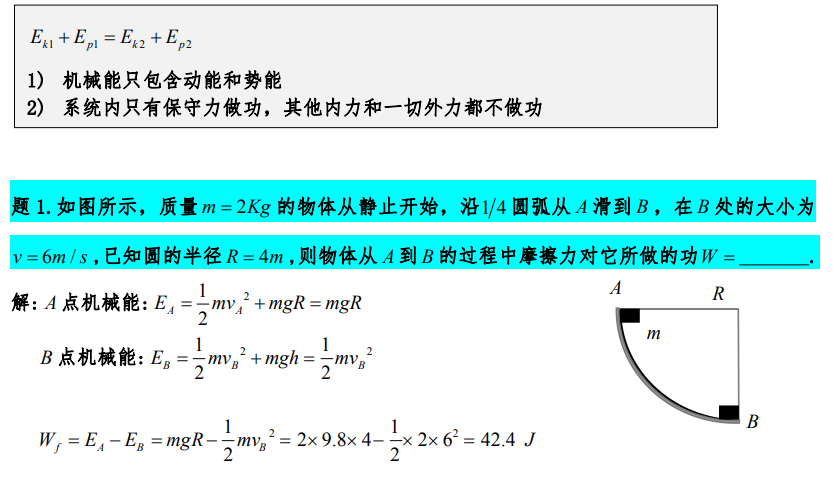 E_{k1} + E_{p1} = E_{k2} + E_{p2}
1) 机械能只包含动能和势能
2) 系统内只有保守力做功，其他内力和一切外力都不做功
题 1.如图所示，质量 m = 2Kg 的物体从静止开始，沿 1/4 圆弧从 A 滑到 B，在 B 处的大小为
v = 6m / s ,已知圆的半径 R = 4m ,则物体从 A 到 B 的过程中摩擦力对它所做的功 W = _______.
解: A 点机械能: E_A = \frac{1}{2}mv_A^2 + mgR = mgR
B 点机械能: E_B = \frac{1}{2}mv_B^2 + mgh = \frac{1}{2}mv_B^2
W_f = E_A − E_B = mgR − \frac{1}{2}mv_B^2 = 2× 9.8× 4− \frac{1}{2}× 2× 6^2 = 42.4 J
A
R
m
B